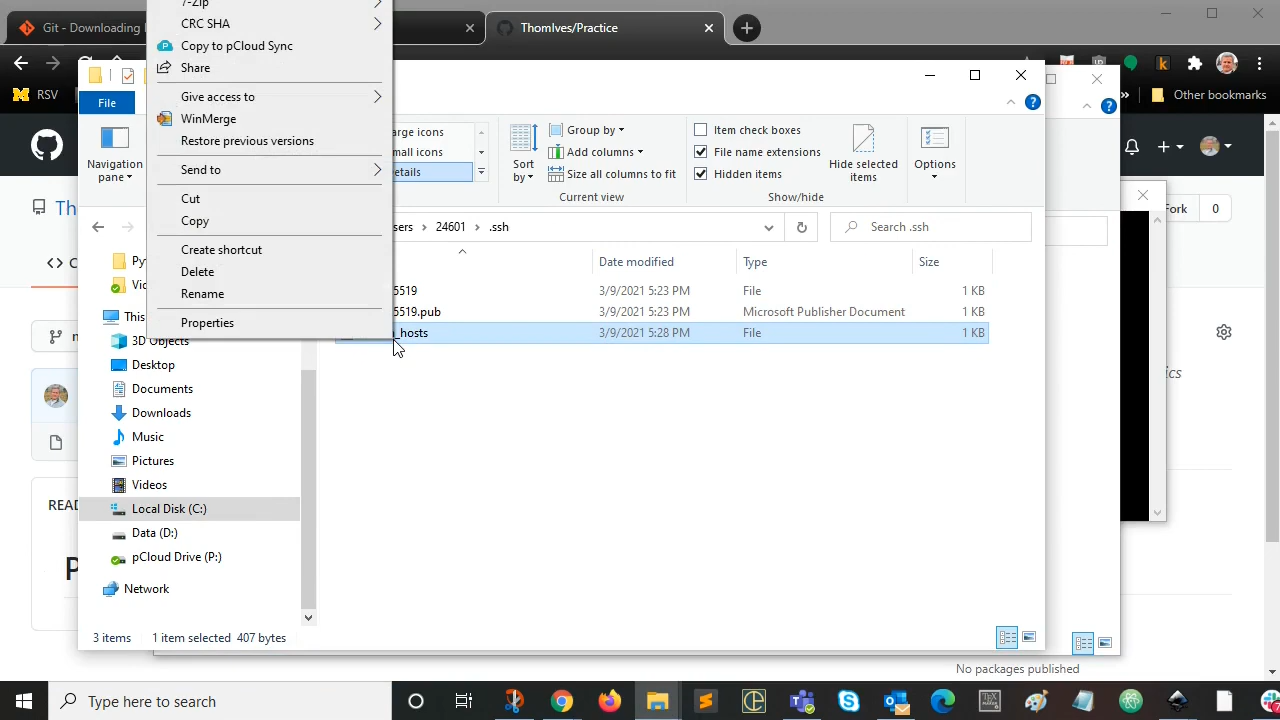 Git - Downloading
ThomIves/Practice
7-Zip
CRC SHA
Copy to pCloud Sync
Share
Give access to
WinMerge
Restore previous versions
Send to
Cut
Copy
Create shortcut
Delete
Rename
Properties
RSV
» Other bookmarks
File
Navigation pane
arge icons
mall icons
etails
Sort by
Group by
Add columns
Size all columns to fit
Current view
Item check boxes
File name extensions
Hidden items
Hide selected items
Options
Show/hide
sers > 24601 > .ssh
Search .ssh
Date modified
Type
Size
5519 3/9/2021 5:23 PM File 1 KB
5519.pub 3/9/2021 5:23 PM Microsoft Publisher Document 1 KB
_hosts 3/9/2021 5:28 PM File 1 KB
Py
Vid
This
3D Objects
Desktop
Documents
Downloads
Music
Pictures
Videos
Local Disk (C:)
Data (D:)
pCloud Drive (P:)
Network
3 items 1 item selected 407 bytes
Th
Fork 0
<> C
READ
P
ics
No packages published
Type here to search